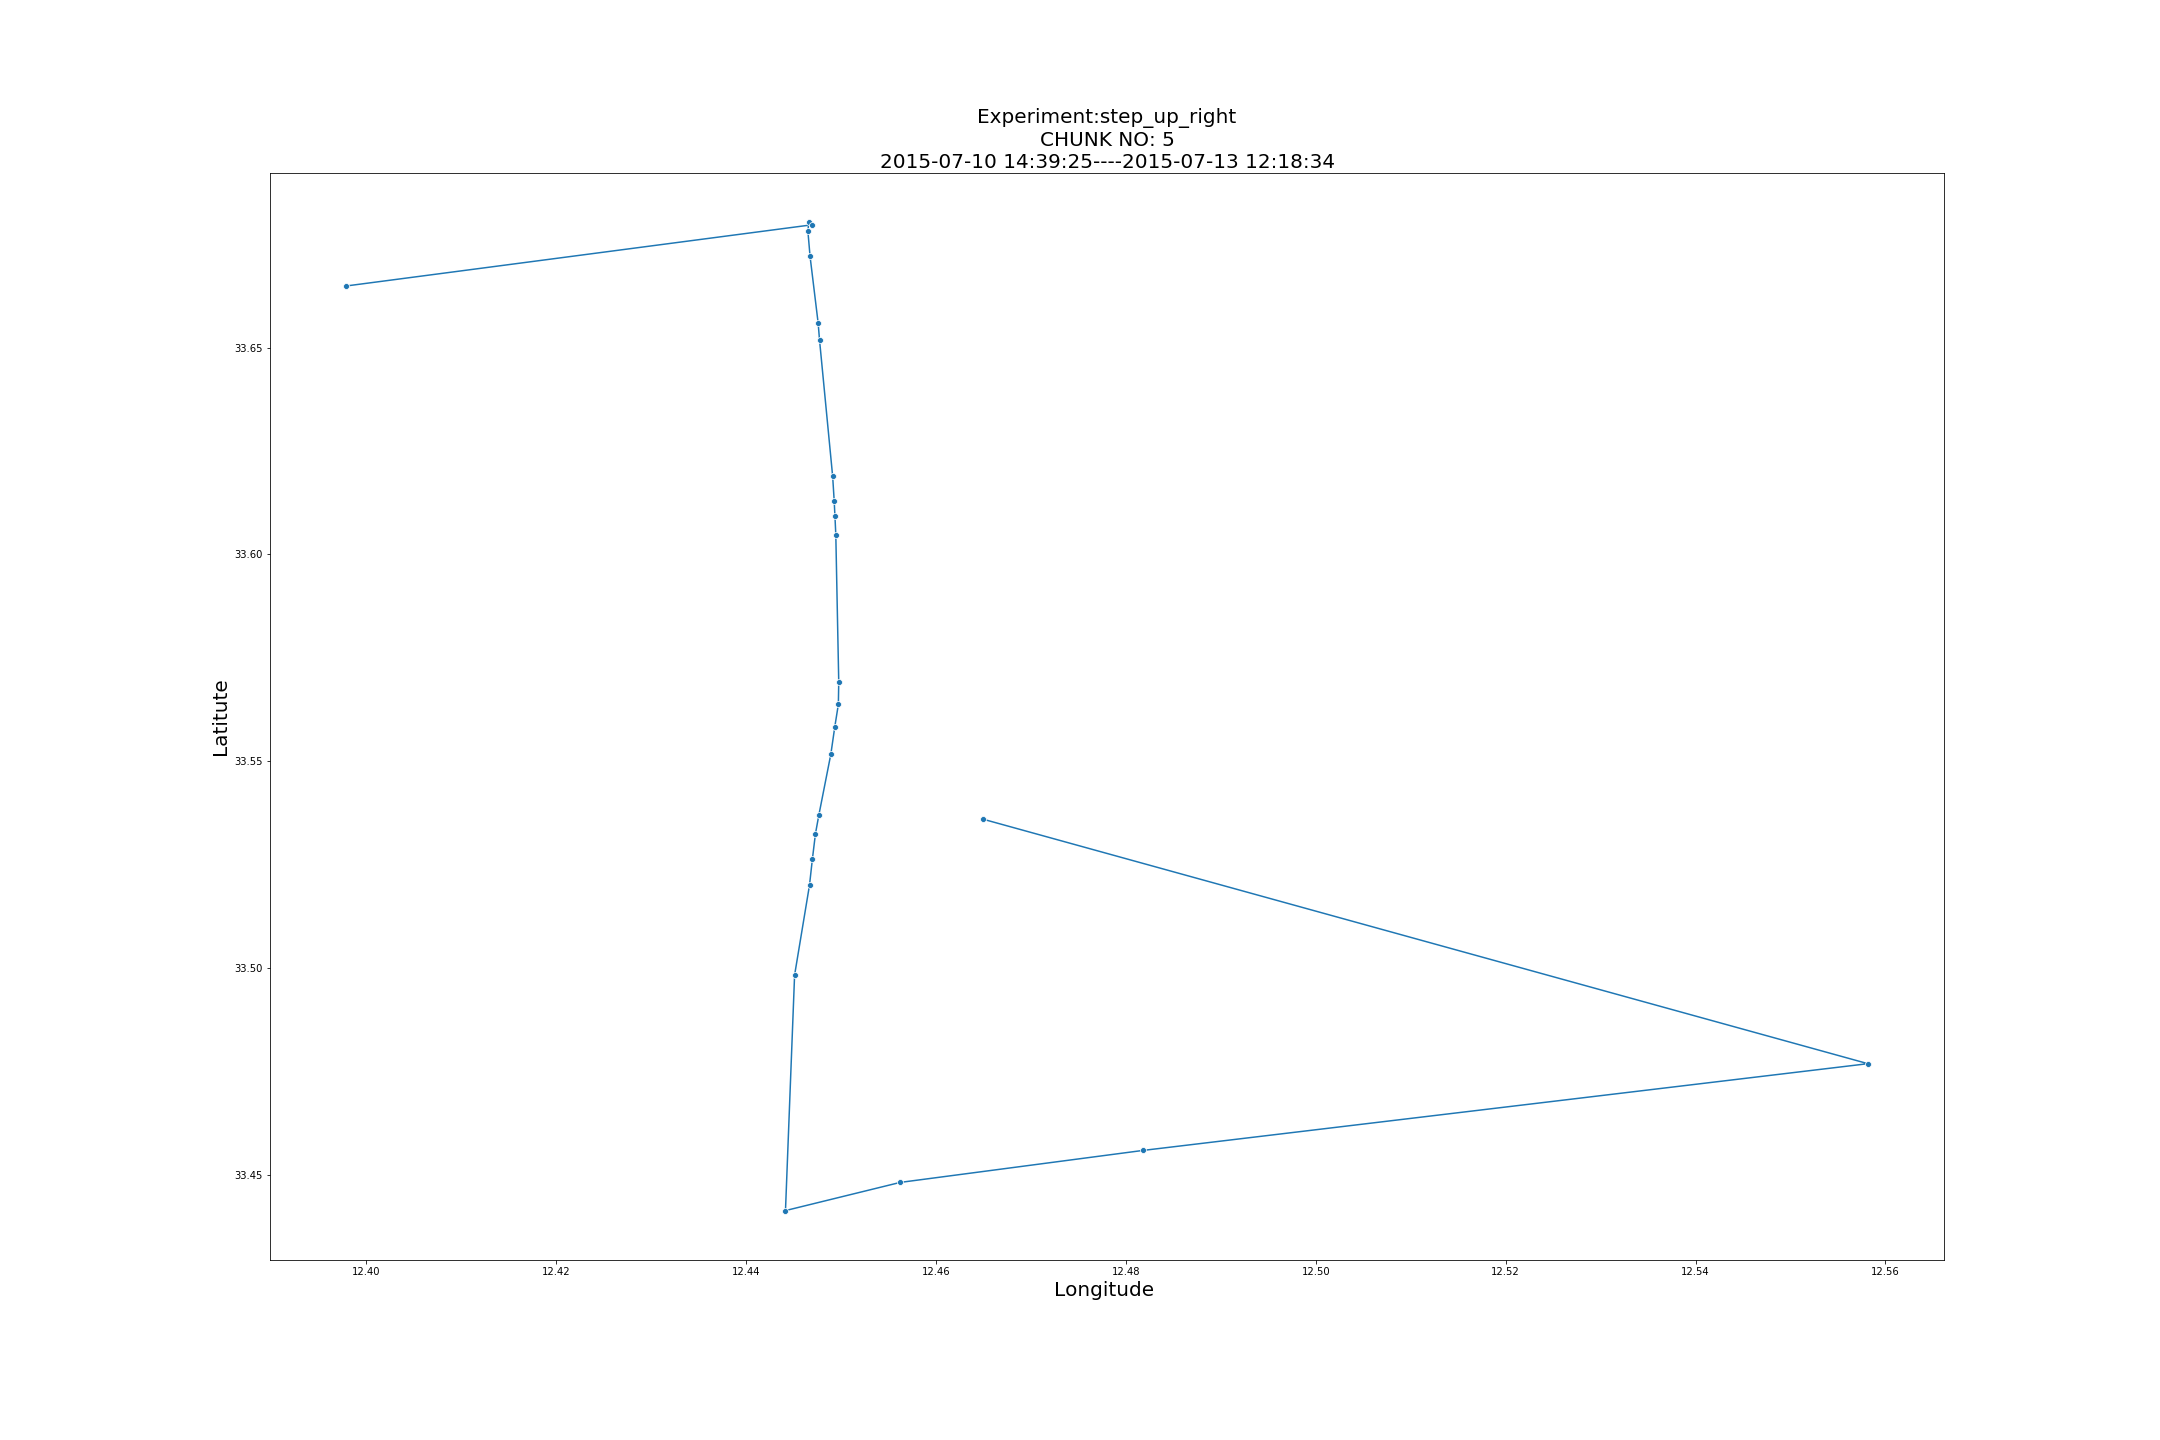 Experiment:step_up_right
CHUNK NO: 5
2015-07-10 14:39:25----2015-07-13 12:18:34
Latitute
33.65
33.60
33.55
33.50
33.45
12.40 12.42 12.44 12.46 12.48 12.50 12.52 12.54 12.56
Longitude